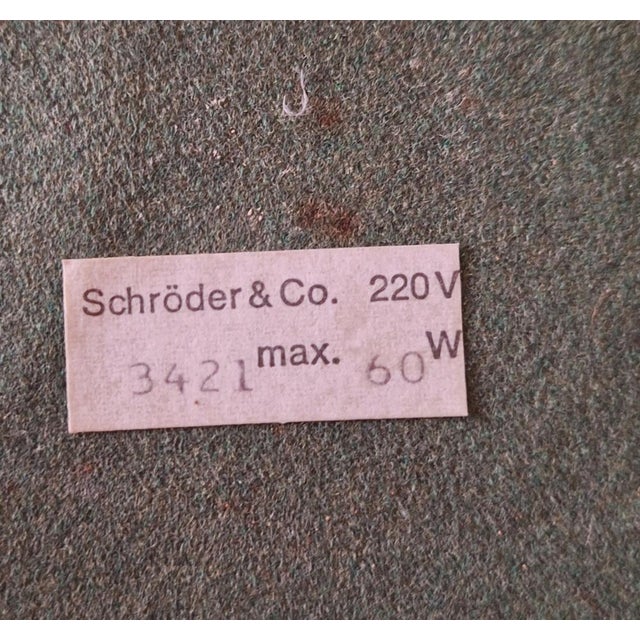 Schröder & Co. 220 V
3421 max. 60 W